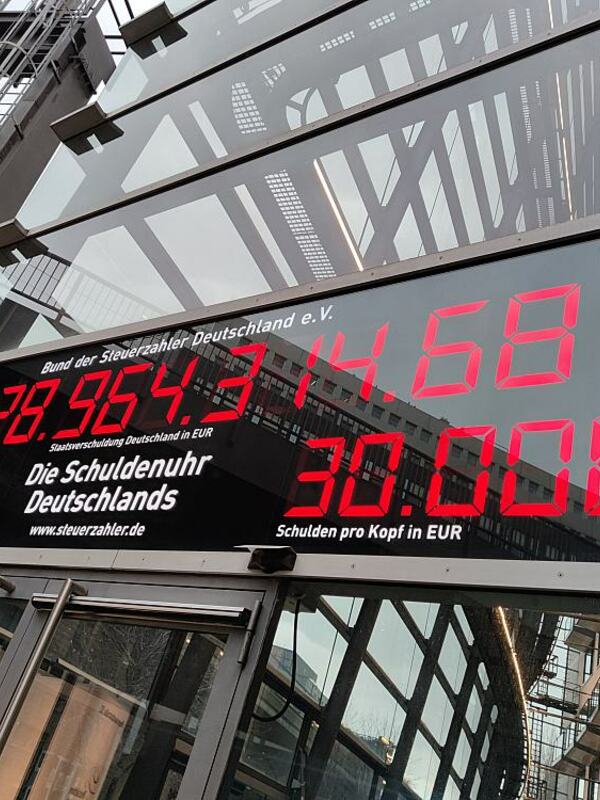 Bund der Steuerzahler Deutschland e.V.
8.964.314.68
Staatsverschuldung Deutschland in EUR
Die Schuldenuhr
Deutschlands
30.00
www.steuerzahler.de
Schulden pro Kopf in EUR